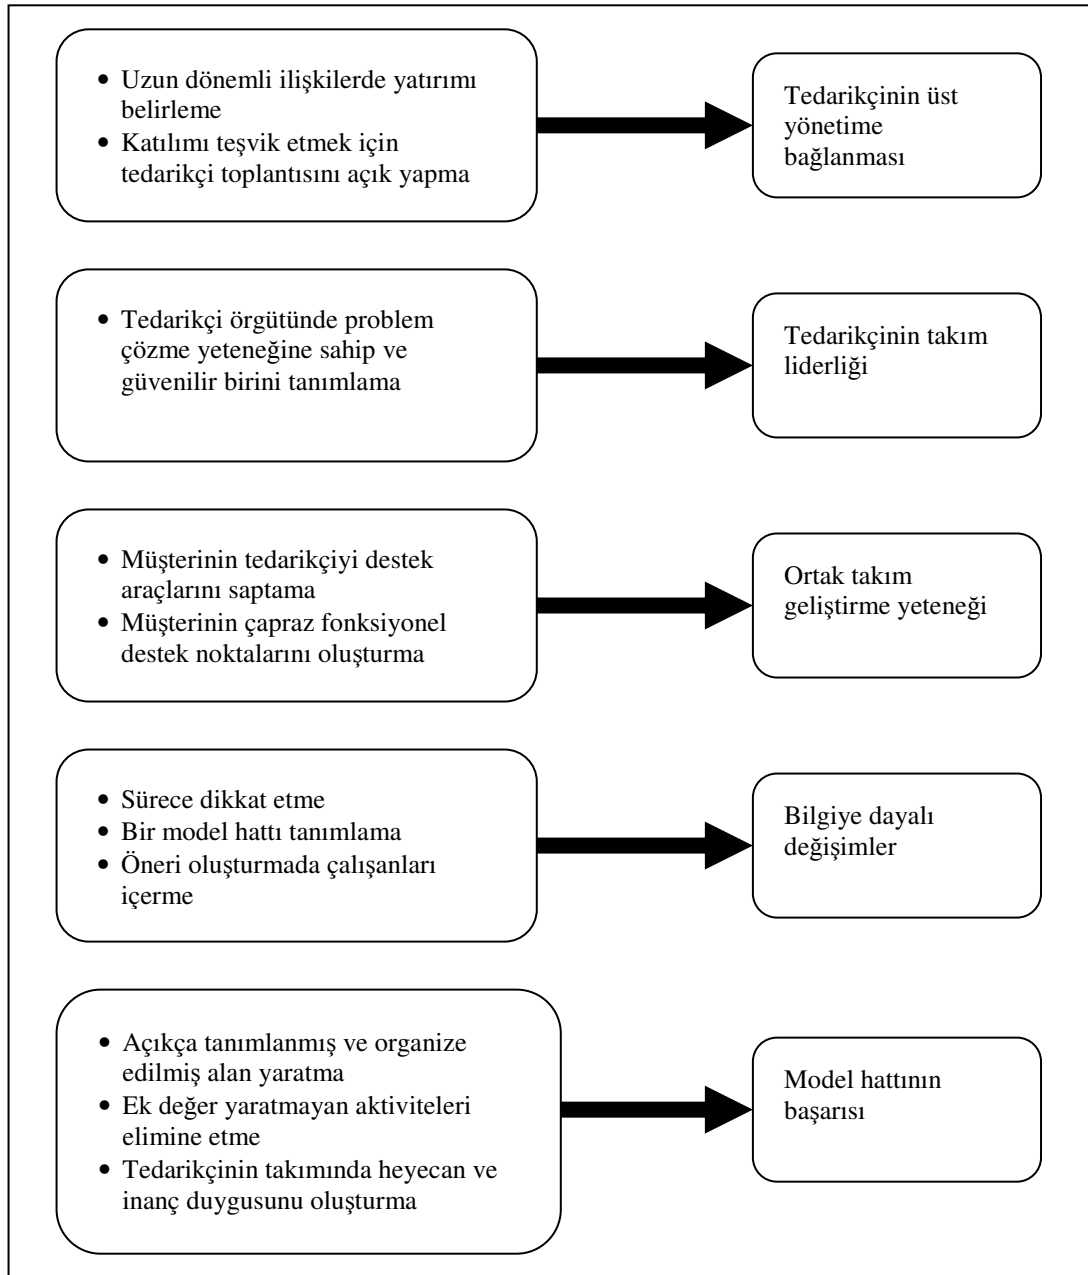 • Uzun dönemli ilişkilerde yatırımı
belirleme
• Katılımı teşvik etmek için
tedarikçi toplantısını açık yapma
Tedarikçinin üst
yönetime
bağlanması
• Tedarikçi örgütünde problem
çözme yeteneğine sahip ve
güvenilir birini tanımlama
Tedarikçinin takım
liderliği
• Müşterinin tedarikçiyi destek
araçlarını saptama
• Müşterinin çapraz fonksiyonel
destek noktalarını oluşturma
Ortak takım
geliştirme yeteneği
• Sürece dikkat etme
• Bir model hattı tanımlama
• Öneri oluşturmada çalışanları
içerme
Bilgiye dayalı
değişimler
• Açıkça tanımlanmış ve organize
edilmiş alan yaratma
• Ek değer yaratmayan aktiviteleri
elimine etme
• Tedarikçinin takımında heyecan ve
inanç duygusunu oluşturma
Model hattının
başarısı